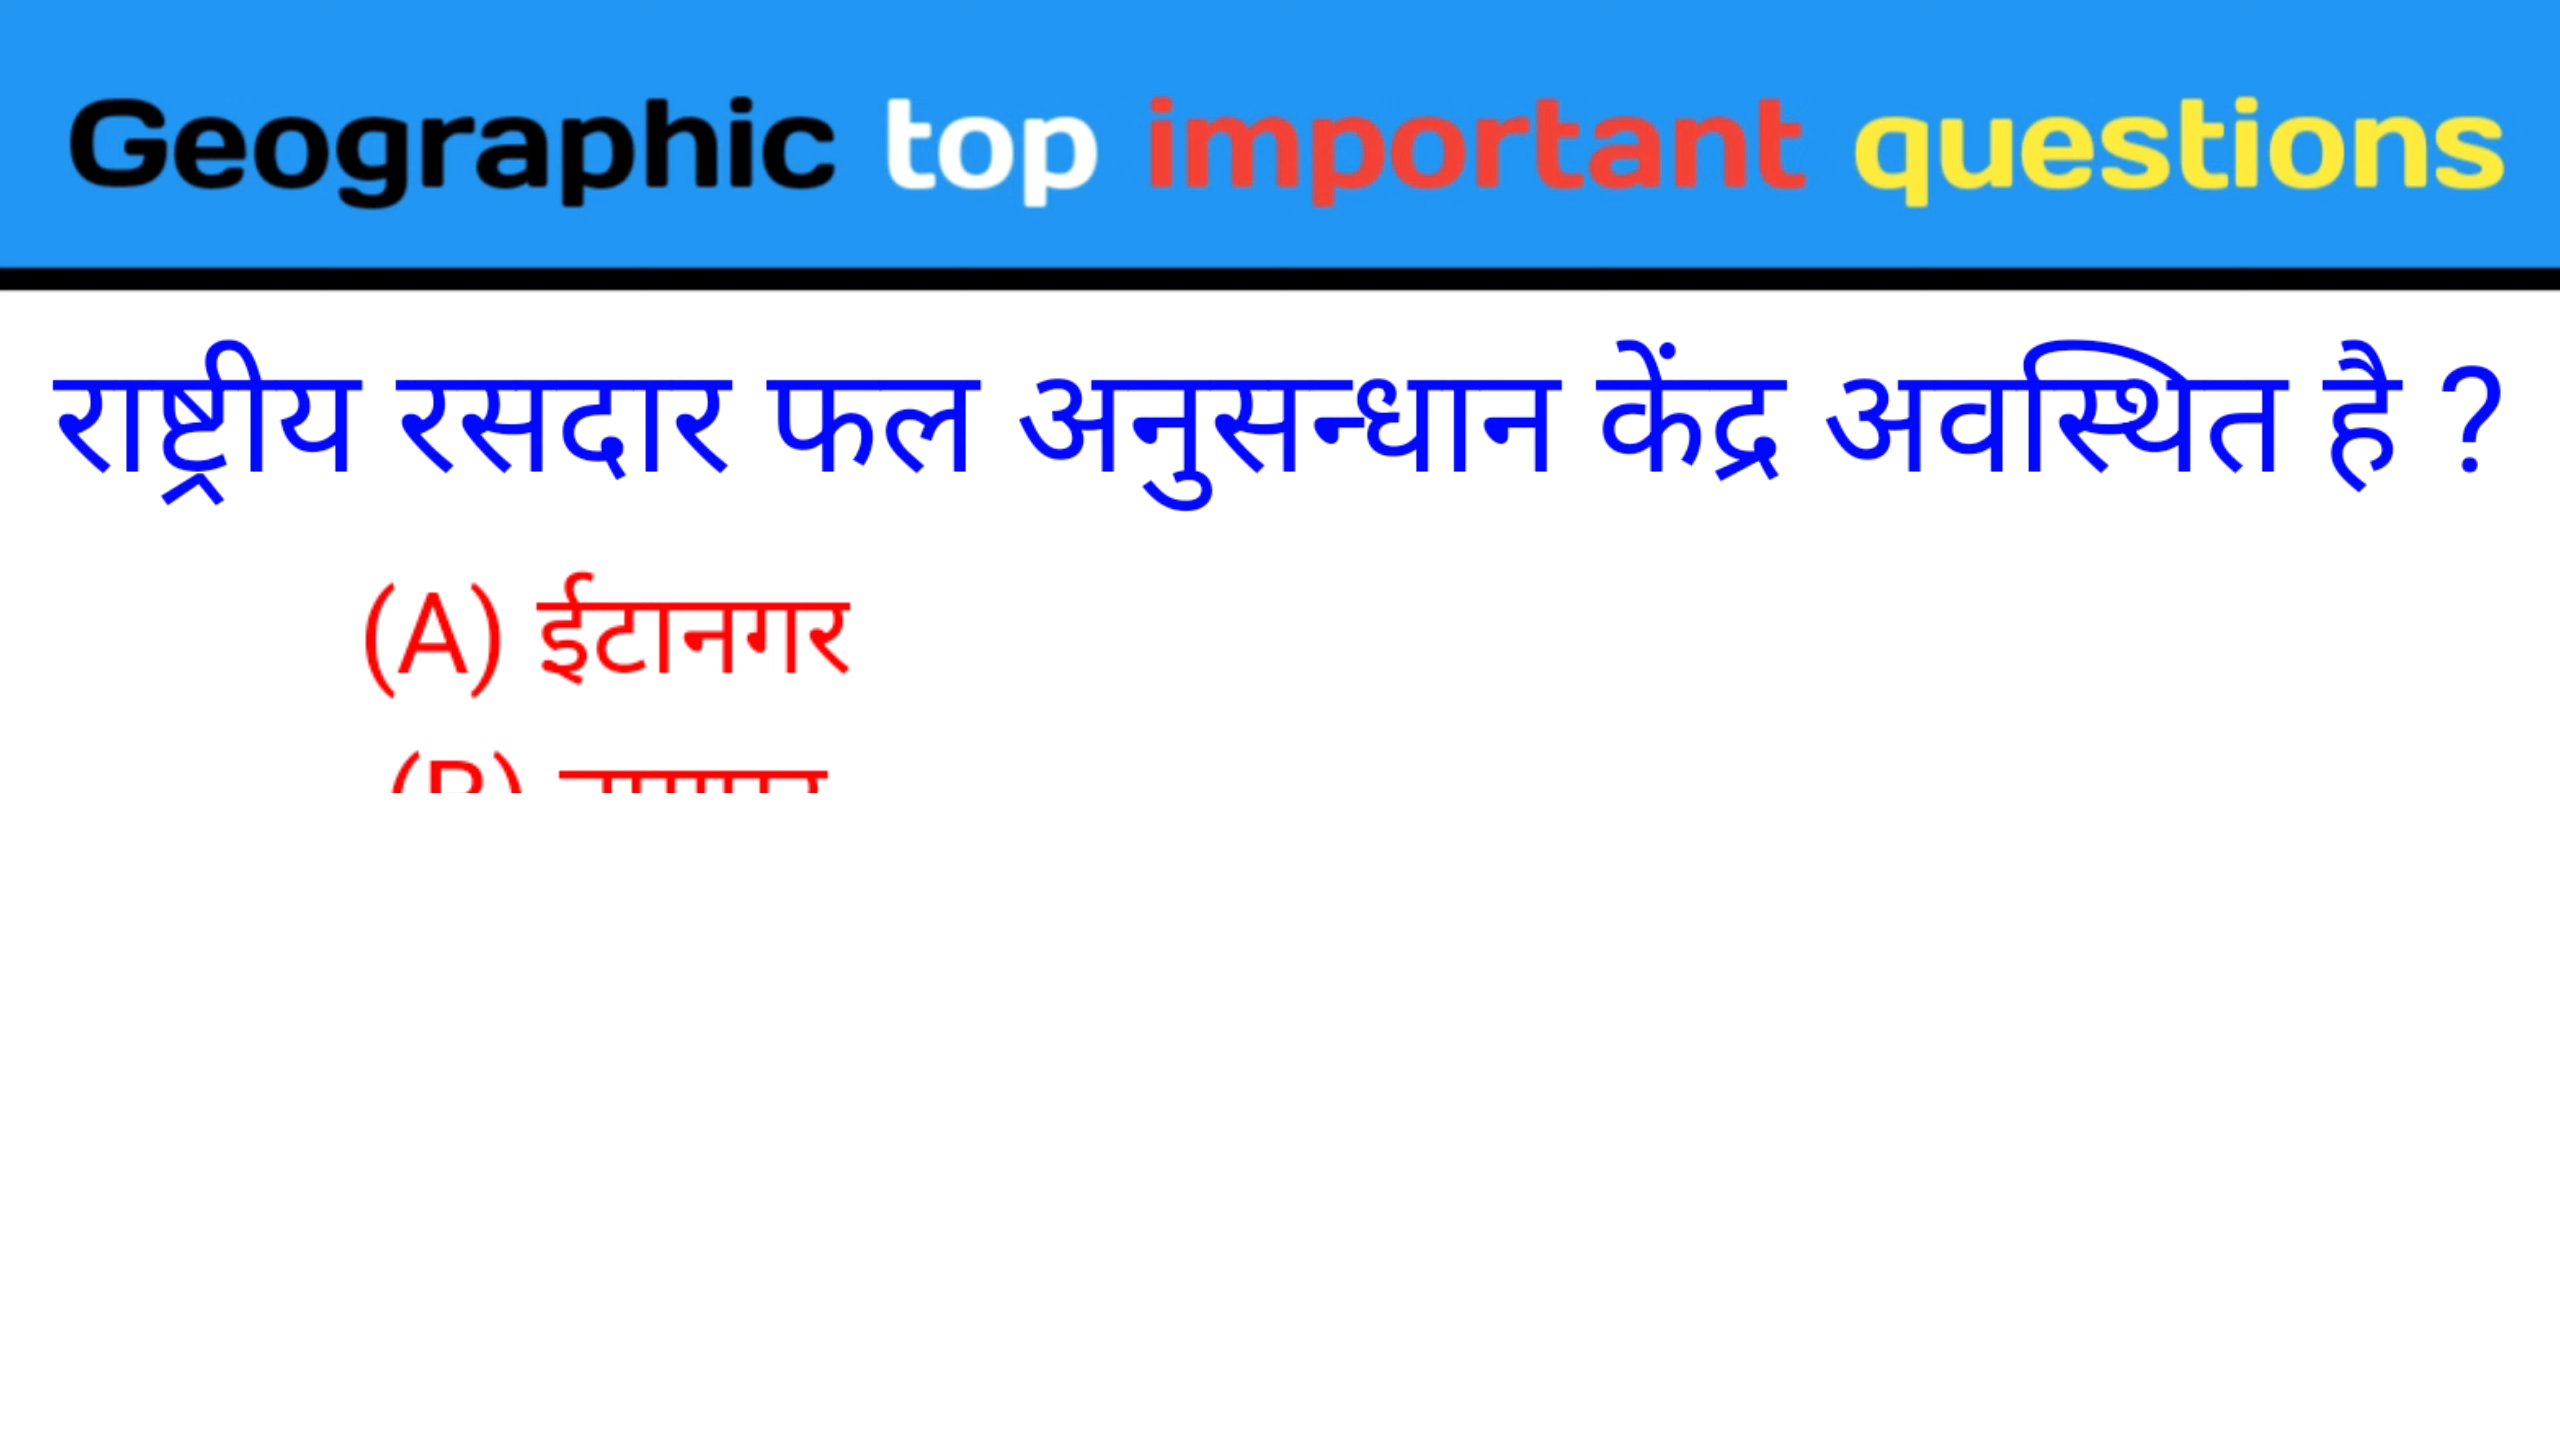 Geographic top important questions
राष्ट्रीय रसदार फल अनुसन्धान केंद्र अवस्थित है ?
(A) ईटानगर
(B)